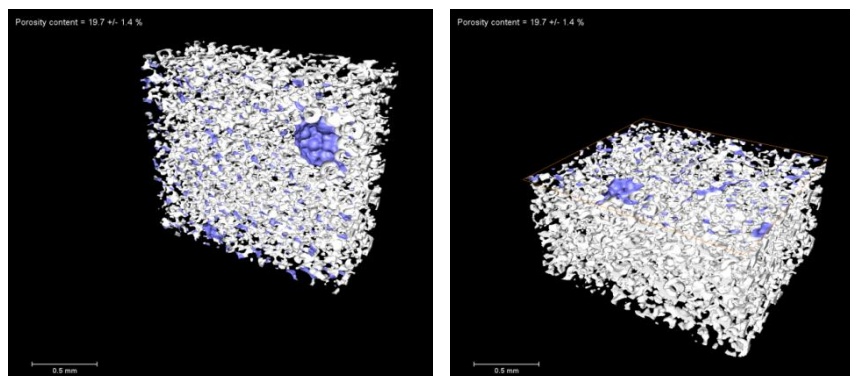 Porosity content = 19.7 +/- 1.4 %
Porosity content = 19.7 +/- 1.4 %
0.5 mm
0.5 mm